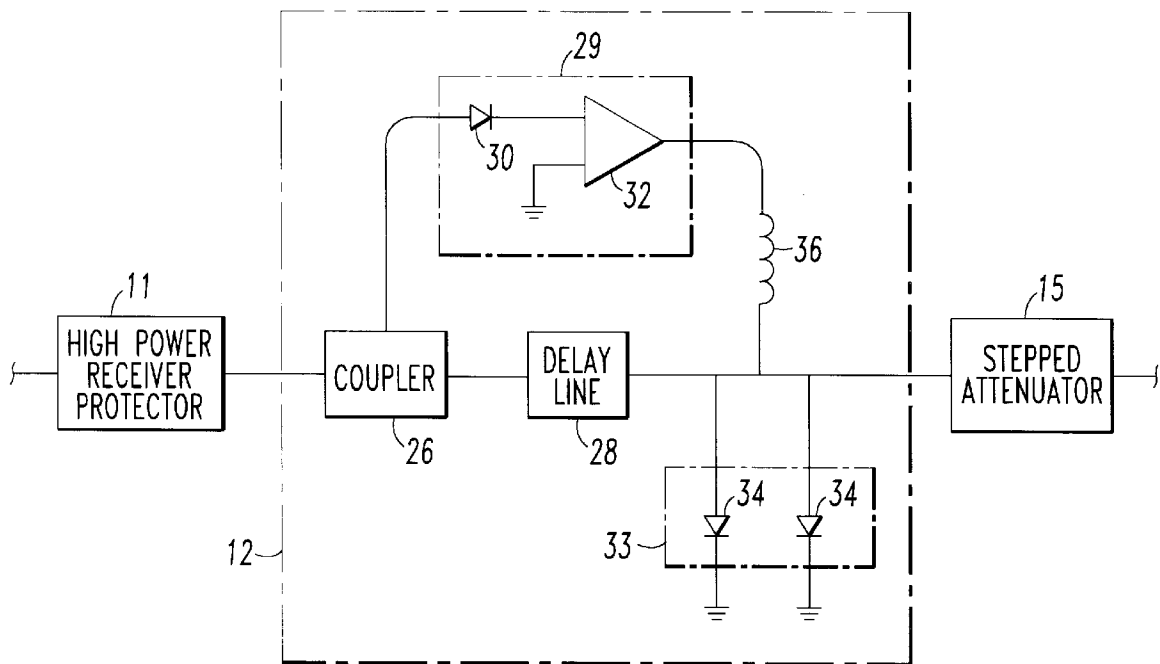 29
30
32
36
11
HIGH POWER
RECEIVER
PROTECTOR
COUPLER
26
DELAY
LINE
28
15
STEPPED
ATTENUATOR
34
34
33
12